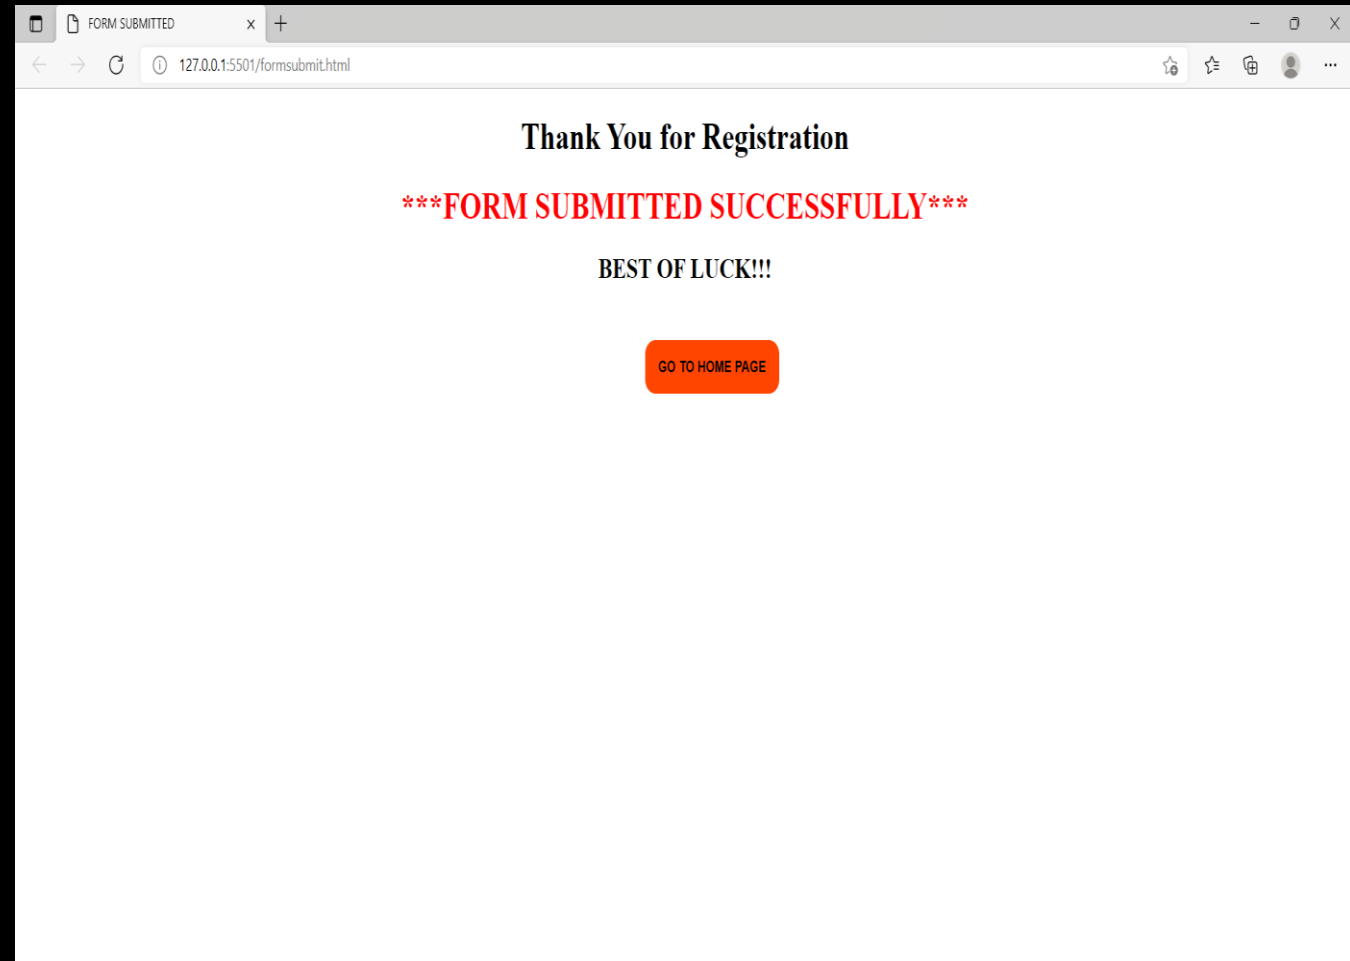 FORM SUBMITTED
127.0.0.1:5501/formsubmit.html
Thank You for Registration
***FORM SUBMITTED SUCCESSFULLY***
BEST OF LUCK!!!
GO TO HOME PAGE